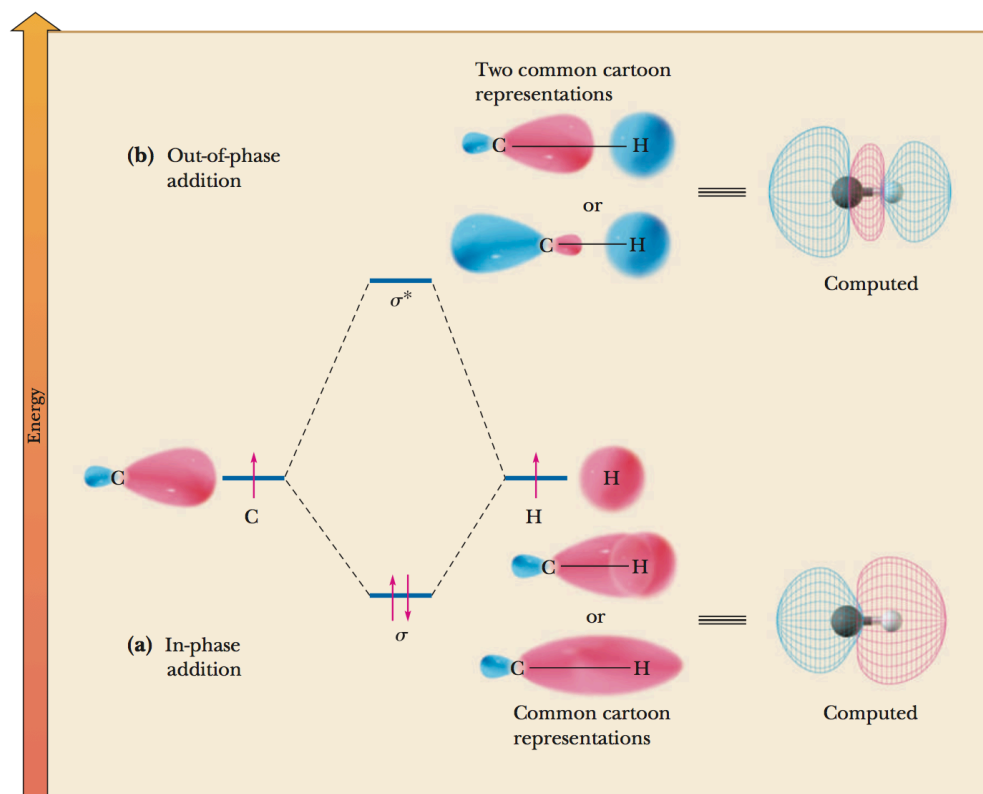 Two common cartoon
representations
C
H
(b) Out-of-phase
addition
or
C
H
Computed
σ*
Energy
C
C
H
H
C
H
σ
or
(a) In-phase
addition
C
H
Common cartoon
representations
Computed